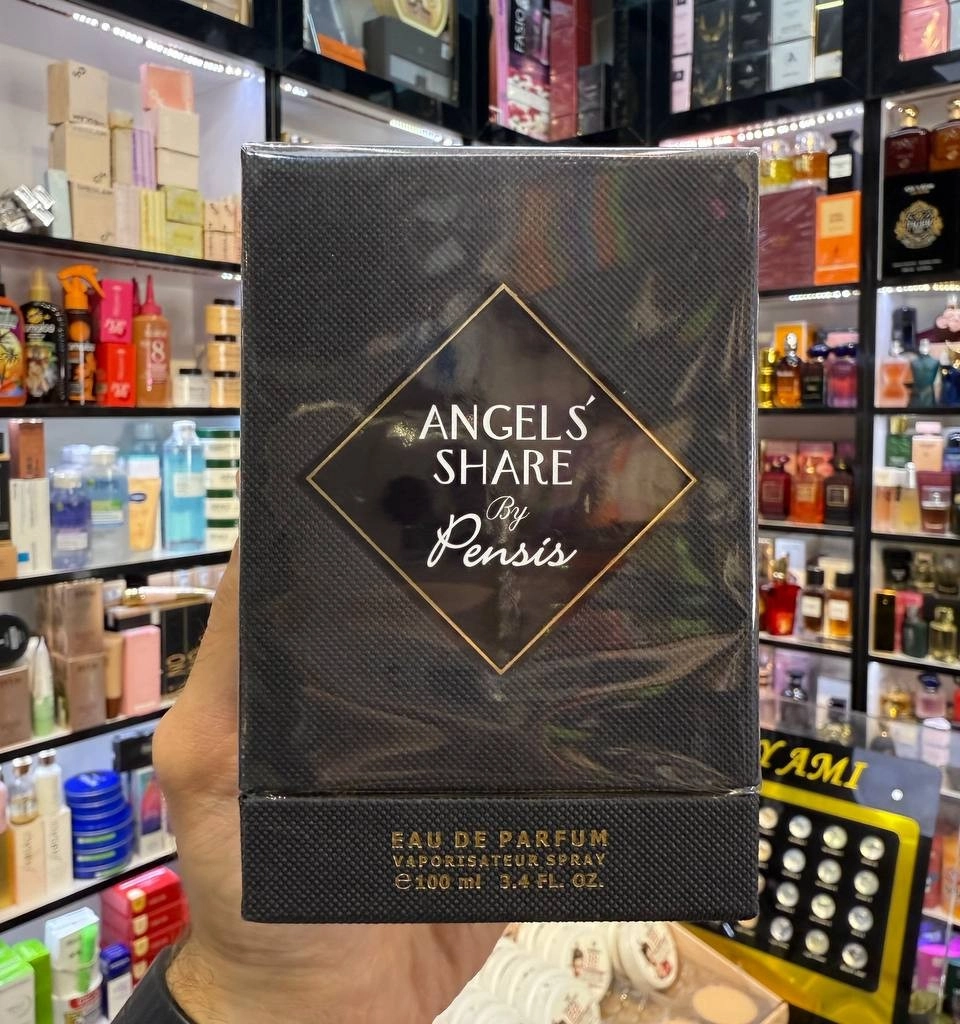 ANGELS'
SHARE
By
Pensis
EAU DE PARFUM
VAPORISATEUR SPRAY
℮100 ml 3.4 FL. OZ.
YAMI